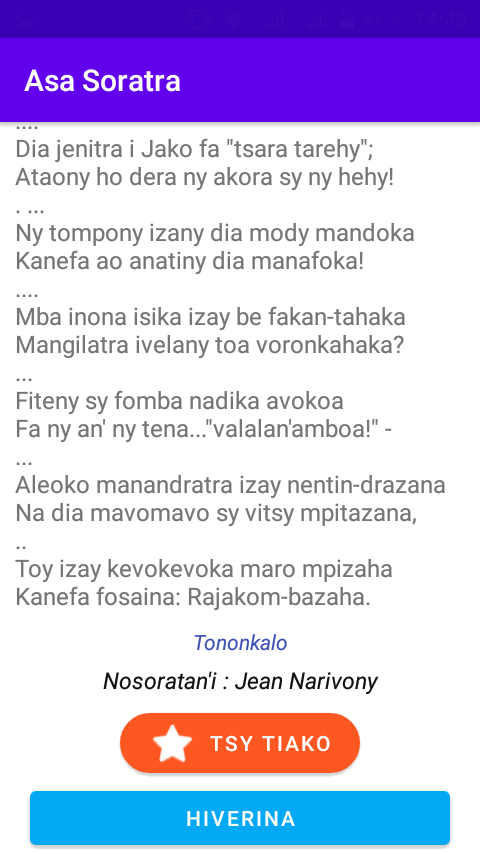 14:43
Asa Soratra
....
Dia jenitra i Jako fa "tsara tarehy";
Ataony ho dera ny akora sy ny hehy!
. ...
Ny tompony izany dia mody mandoka
Kanefa ao anatiny dia manafoka!
....
Mba inona isika izay be fakan-tahaka
Mangilatra ivelany toa voronkahaka?
...
Fiteny sy fomba nadika avokoa
Fa ny an' ny tena..."valalan'amboa!" -
...
Aleoko manandratra izay nentin-drazana
Na dia mavomavo sy vitsy mpitazana,
..
Toy izay kevokevoka maro mpizaha
Kanefa fosaina: Rajakom-bazaha.
Tononkalo
Nosoratan'i : Jean Narivony
TSY TIAKO
HIVERINA